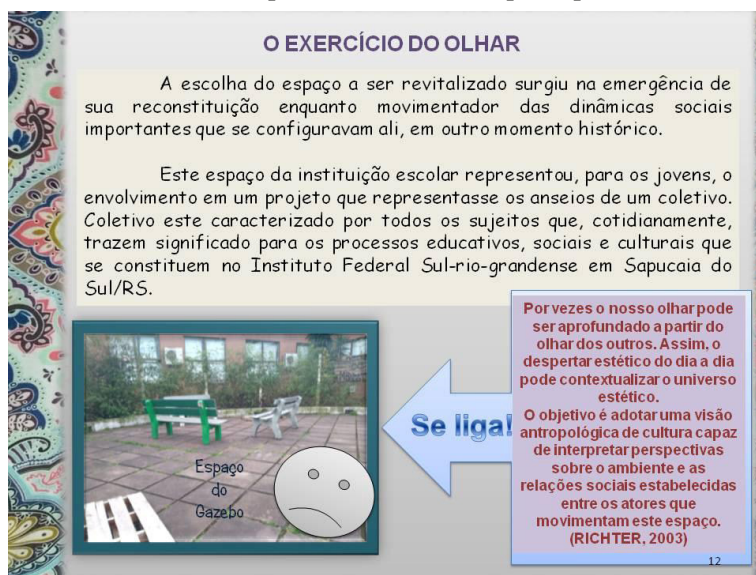 O EXERCÍCIO DO OLHAR
A escolha do espaço a ser revitalizado surgiu na emergência de
sua reconstituição enquanto movimentador das dinâmicas sociais
importantes que se configuravam ali, em outro momento histórico.
Este espaço da instituição escolar representou, para os jovens, o
envolvimento em um projeto que representasse os anseios de um coletivo.
Coletivo este caracterizado por todos os sujeitos que, cotidianamente,
trazem significado para os processos educativos, sociais e culturais que
se constituem no Instituto Federal Sul-rio-grandense em Sapucaia do
Sul/RS.
Espaço
do
Gazebo
Se liga!
Por vezes o nosso olhar pode
ser aprofundado a partir do
olhar dos outros. Assim, o
despertar estético do dia a dia
pode contextualizar o universo
estético.
O objetivo é adotar uma visão
antropológica de cultura capaz
de interpretar perspectivas
sobre o ambiente e as
relações sociais estabelecidas
entre os atores que
movimentam este espaço.
(RICHTER, 2003)
12